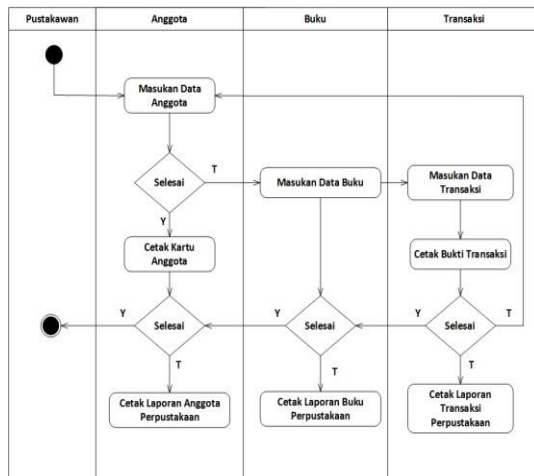 Pustakawan
Anggota
Buku
Transaksi
Masukan Data
Anggota
Selesai
T
Y
Masukan Data Buku
Masukan Data
Transaksi
Cetak Kartu
Anggota
Cetak Bukti Transaksi
Y
Selesai
T
Y
Selesai
T
Y
Selesai
T
T
Cetak Laporan Anggota
Perpustakaan
Cetak Laporan Buku
Perpustakaan
Cetak Laporan
Transaksi
Perpustakaan